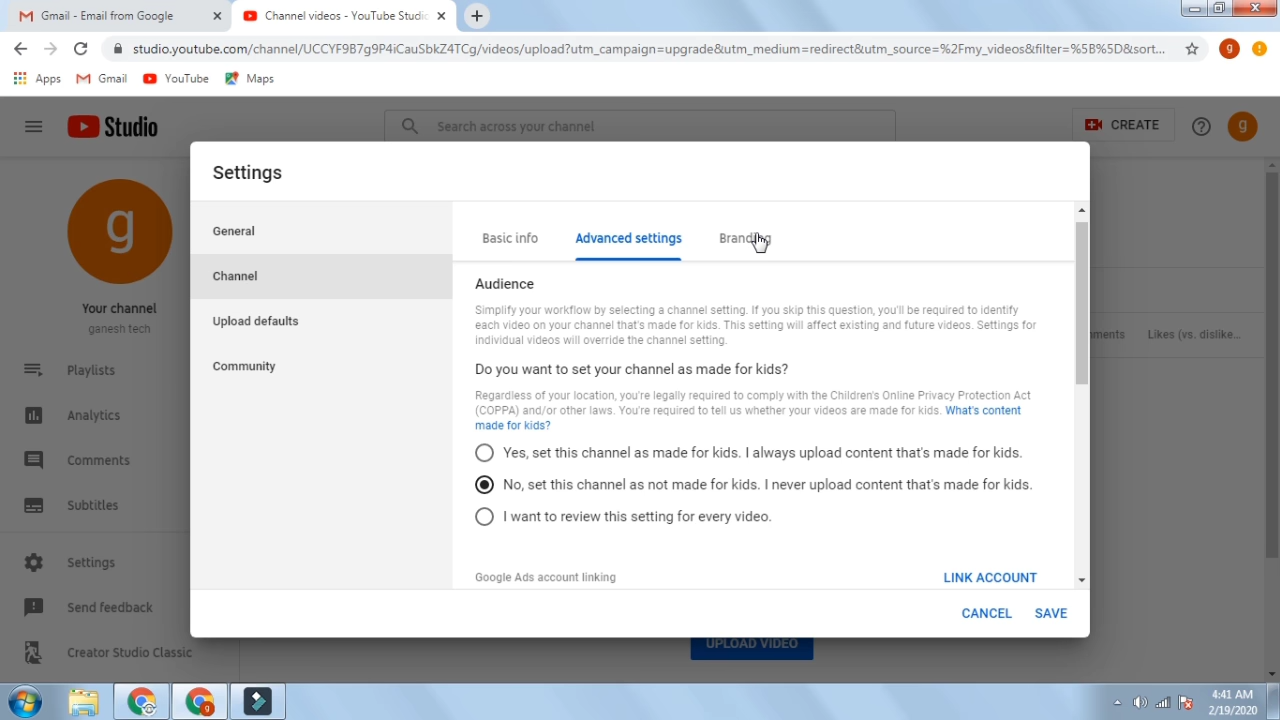 Gmail - Email from Google
Channel videos - YouTube Studio
studio.youtube.com/channel/UCCYF9B7g9P4iCauSbkZ4TCg/videos/upload?utm_campaign=upgrade&utm_medium=redirect&utm_source=%2Fmy_videos&filter=%5B%5D&sort...
g
Apps
Gmail
YouTube
Maps
Studio
Search across your channel
CREATE
g
g
Your channel
ganesh tech
Playlists
Analytics
Comments
Subtitles
Settings
Send feedback
Creator Studio Classic
Settings
General
Channel
Upload defaults
Community
Basic info
Advanced settings
Branding
Audience
Simplify your workflow by selecting a channel setting. If you skip this question, you'll be required to identify
each video on your channel that's made for kids. This setting will affect existing and future videos. Settings for
individual videos will override the channel setting.
Do you want to set your channel as made for kids?
Regardless of your location, you're legally required to comply with the Children's Online Privacy Protection Act
(COPPA) and/or other laws. You're required to tell us whether your videos are made for kids. What's content
made for kids?
Yes, set this channel as made for kids. I always upload content that's made for kids.
No, set this channel as not made for kids. I never upload content that's made for kids.
I want to review this setting for every video.
Google Ads account linking
LINK ACCOUNT
CANCEL
SAVE
Likes (vs. dislike...
UPLOAD VIDEO
4:41 AM
2/19/2020